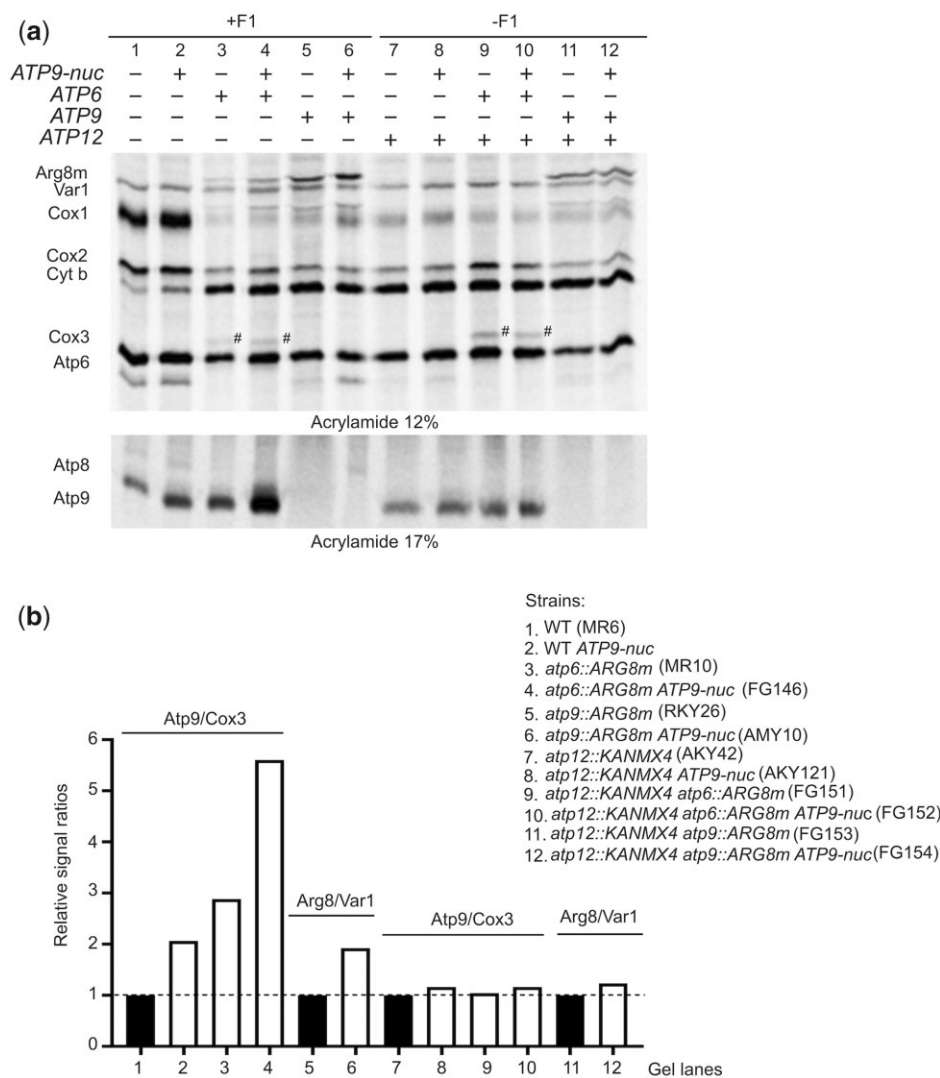 (a)
+F1 -F1
1 2 3 4 5 6 7 8 9 10 11 12
ATP9-nuc – + – + – + – + – + – +
ATP6 – – + + – – – – + + – –
ATP9 – – – – + + – – – – + +
ATP12 – – – – – – + + + + + +
Arg8m
Var1
Cox1
Cox2
Cyt b
Cox3 # # # #
Atp6
Acrylamide 12%
Atp8
Atp9
Acrylamide 17%
(b)
Strains:
1. WT (MR6)
2. WT ATP9-nuc
3. atp6::ARG8m (MR10)
4. atp6::ARG8m ATP9-nuc (FG146)
5. atp9::ARG8m (RKY26)
6. atp9::ARG8m ATP9-nuc (AMY10)
7. atp12::KANMX4 (AKY42)
8. atp12::KANMX4 ATP9-nuc (AKY121)
9. atp12::KANMX4 atp6::ARG8m (FG151)
10. atp12::KANMX4 atp6::ARG8m ATP9-nuc (FG152)
11. atp12::KANMX4 atp9::ARG8m (FG153)
12. atp12::KANMX4 atp9::ARG8m ATP9-nuc (FG154)
Relative signal ratios
6
5
4
3
2
1
0
Atp9/Cox3
Arg8/Var1
Atp9/Cox3
Arg8/Var1
1 2 3 4 5 6 7 8 9 10 11 12 Gel lanes